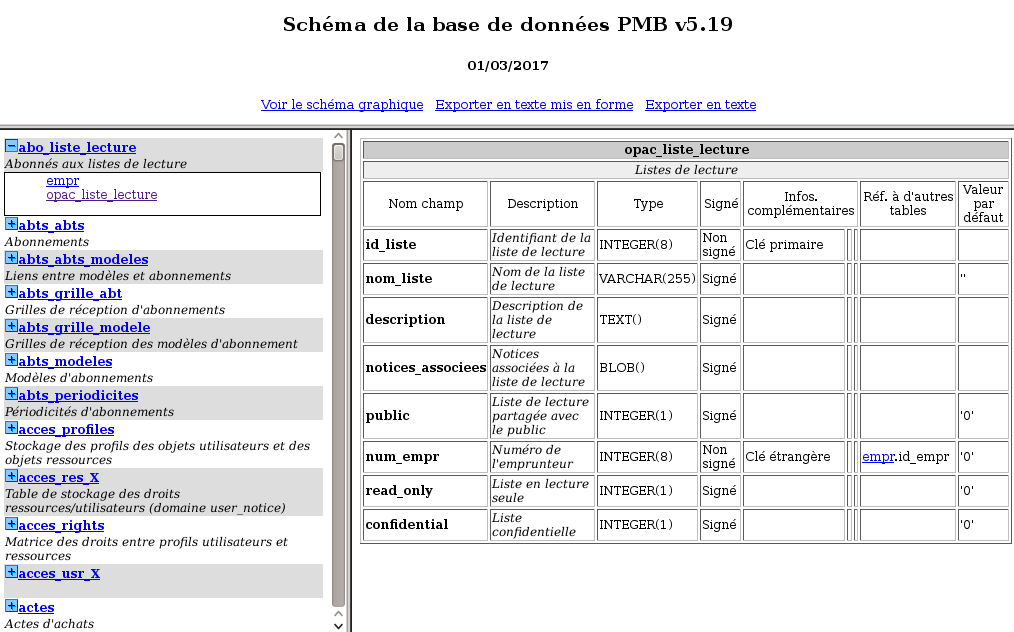 Schéma de la base de données PMB v5.19
01/03/2017
Voir le schéma graphique Exporter en texte mis en forme Exporter en texte
abo_liste_lecture
Abonnés aux listes de lecture
empr
opac_liste_lecture
abts_abts
Abonnements
abts_abts_modeles
Liens entre modèles et abonnements
abts_grille_abt
Grilles de réception d'abonnements
abts_grille_modele
Grilles de réception des modèles d'abonnement
abts_modeles
Modèles d'abonnements
abts_periodicites
Périodicités d'abonnements
acces_profiles
Stockage des profils des objets utilisateurs et des
objets ressources
acces_res_X
Table de stockage des droits
ressources/utilisateurs (domaine user_notice)
acces_rights
Matrice des droits entre profils utilisateurs et
ressources
acces_usr_X
actes
Actes d'achats
opac_liste_lecture
Listes de lecture
Nom champ Description Type Signé Infos. complémentaires Réf. à d'autres tables Valeur par défaut
id_liste Identifiant de la liste de lecture INTEGER(8) Non signé Clé primaire
nom_liste Nom de la liste de lecture VARCHAR(255) Signé ''
description Description de la liste de lecture TEXT() Signé
notices_associees Notices associées à la liste de lecture BLOB() Signé
public Liste de lecture partagée avec le public INTEGER(1) Signé '0'
num_empr Numéro de l'emprunteur INTEGER(8) Non signé Clé étrangère empr.id_empr '0'
read_only Liste en lecture seule INTEGER(1) Signé '0'
confidential Liste confidentielle INTEGER(1) Signé '0'